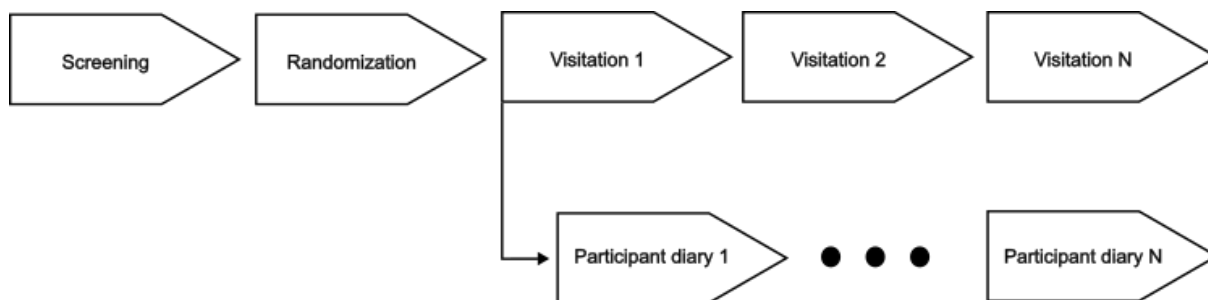 Screening
Randomization
Visitation 1
Visitation 2
Visitation N
Participant diary 1
Participant diary N